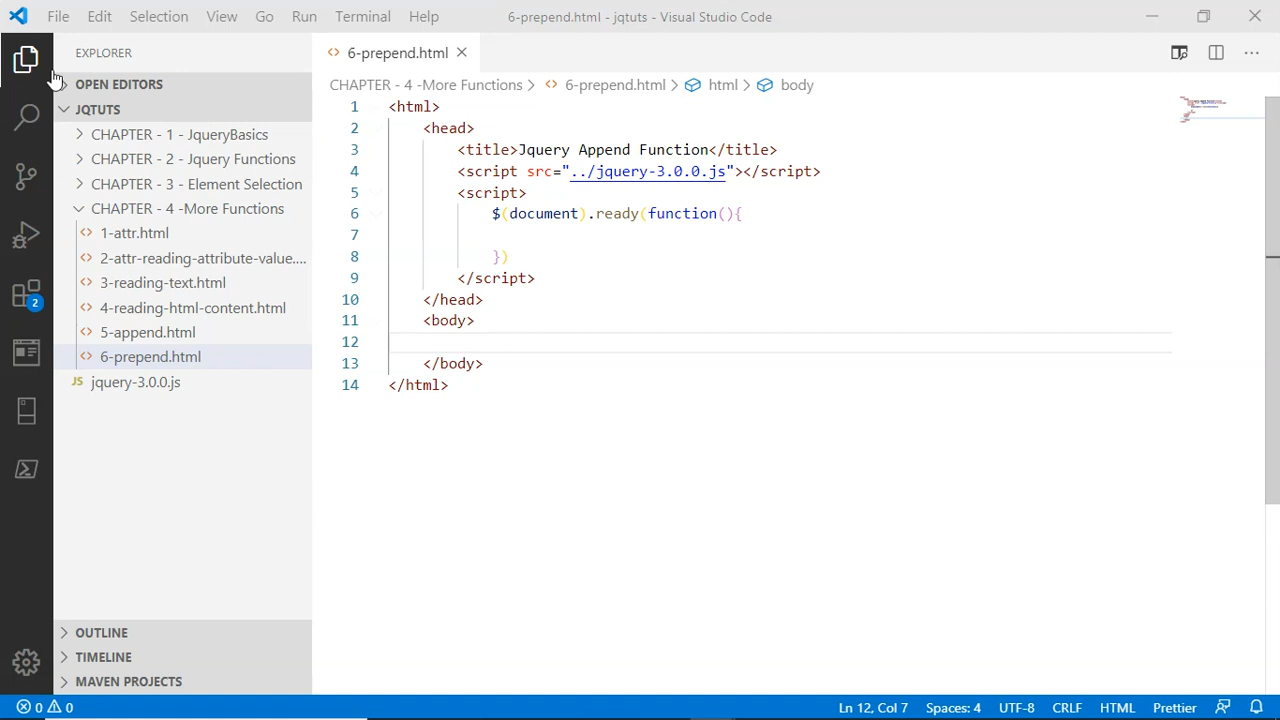 File Edit Selection View Go Run Terminal Help 6-prepend.html - jqtuts - Visual Studio Code
EXPLORER
OPEN EDITORS
JQTUTS
CHAPTER - 1 - JqueryBasics
CHAPTER - 2 - Jquery Functions
CHAPTER - 3 - Element Selection
CHAPTER - 4 -More Functions
1-attr.html
2-attr-reading-attribute-value....
3-reading-text.html
4-reading-html-content.html
5-append.html
6-prepend.html
JS jquery-3.0.0.js
OUTLINE
TIMELINE
MAVEN PROJECTS
2
6-prepend.html
CHAPTER - 4 -More Functions > 6-prepend.html > html > body
1 <html>
2 <head>
3 <title>Jquery Append Function</title>
4 <script src="../jquery-3.0.0.js"></script>
5 <script>
6 $(document).ready(function(){
7
8 })
9 </script>
10 </head>
11 <body>
12
13 </body>
14 </html>
0 0 Ln 12, Col 7 Spaces: 4 UTF-8 CRLF HTML Prettier